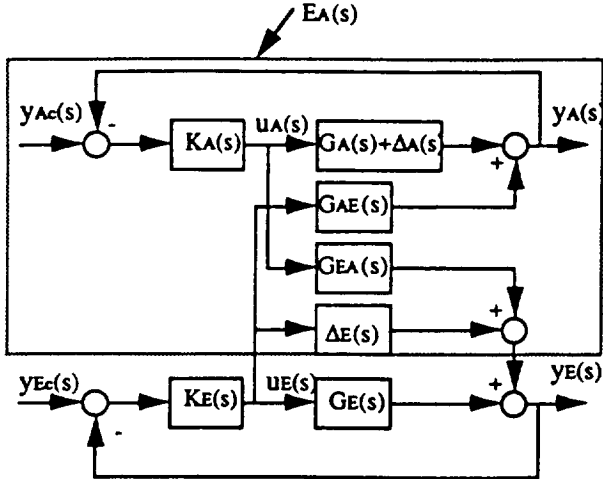 EA(s)
yAc(s) - KA(s) uA(s) GA(s)+ΔA(s) yA(s)
+
GAE(s)
GEA(s)
+
ΔE(s)
yEc(s) KE(s) uE(s) GE(s) + yE(s)
-